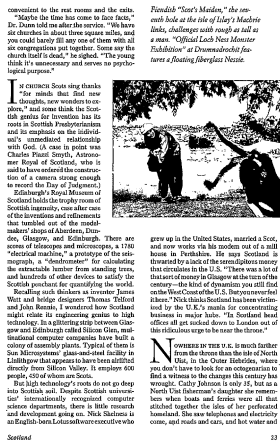 convenient to the rest rooms and the exits.
"Maybe the time has come to face facts,"
Dr. Dunn told me after the service. "We have
six churches in about three square miles, and
you could barely fill any one of them with all
six congregations put together. Some say the
church itself is dead," he sighed. "The young
think it's unnecessary and serves no psycho-
logical purpose."
IN CHURCH Scots sing thanks
"for minds that find new
thoughts, new wonders to ex-
plore," and some think the Scot-
tish genius for invention has its
roots in Scottish Presbyterianism
and its emphasis on the individ-
ual's unmediated relationship
with God. (A case in point was
Charles Piazzi Smyth, Astrono-
mer Royal of Scotland, who is
said to have ordered the construc-
tion of a camera strong enough
to record the Day of Judgment.)
Edinburgh's Royal Museum of
Scotland holds the trophy room of
Scottish ingenuity, case after case
of the inventions and refinements
that tumbled out of the model-
makers' shops of Aberdeen, Dun-
dee, Glasgow, and Edinburgh. There are
scores of telescopes and microscopes, a 1780
"electrical machine," a prototype of the seis-
mograph, a "dendrometer" for calculating
the extractable lumber from standing trees,
and hundreds of other devices to satisfy the
Scottish penchant for quantifying the world.
Recalling such thinkers as inventor James
Watt and bridge designers Thomas Telford
and John Rennie, I wondered how Scotland
might relate its engineering genius to high
technology. In a glittering strip between Glas-
gow and Edinburgh called Silicon Glen, mul-
tinational computer companies have built a
colony of assembly plants. Typical of them is
Sun Microsystems' glass-and-steel facility in
Linlithgow that appears to have been airlifted
directly from Silicon Valley. It employs 600
people, 450 of whom are Scots.
But high technology's roots do not go deep
into Scottish soil. Despite Scottish universi-
ties' internationally recognized computer
science departments, there is little research
and development going on. Nick Skelucis is
an English-born Lotus software executive who
Fiendish "Scot's Maiden," the sev-
enth hole at the isle of Islay's Machrie
links, challenges with rough as tall as
a man. "Official Loch Ness Monster
Exhibition" at Drumnadrochit fea-
tures a floating fiberglass Nessie.
grew up in the United States, married a Scot,
and now works via his modem out of a mill
house in Perthshire. He says Scotland is
thwarted by a lack of the serendipitous money
that circulates in the U.S. "There was a lot of
that sort of money in Glasgow at the turn of the
century—the kind of dynamism you still find
on the West Coast of the U.S. But you never feel
it here." Nick thinks Scotland has been victim-
ized by the U.K.'s mania for concentrating
business in major hubs. "In Scotland head
offices all get sucked down to London out of
this ridiculous urge to be near the throne."
NOWHERE IN THE U.K. is much farther
from the throne than the isle of North
Uist, in the Outer Hebrides, where
you don't have to look for an octogenarian to
find a witness to the changes this century has
wrought. Cathy Johnson is only 35, but as a
North Uist fisherman's daughter she remem-
bers when boats and ferries were all that
stitched together the isles of her perforated
homeland. She saw telephones and electricity
come, and roads and cars, and hot water and
Scotland
23